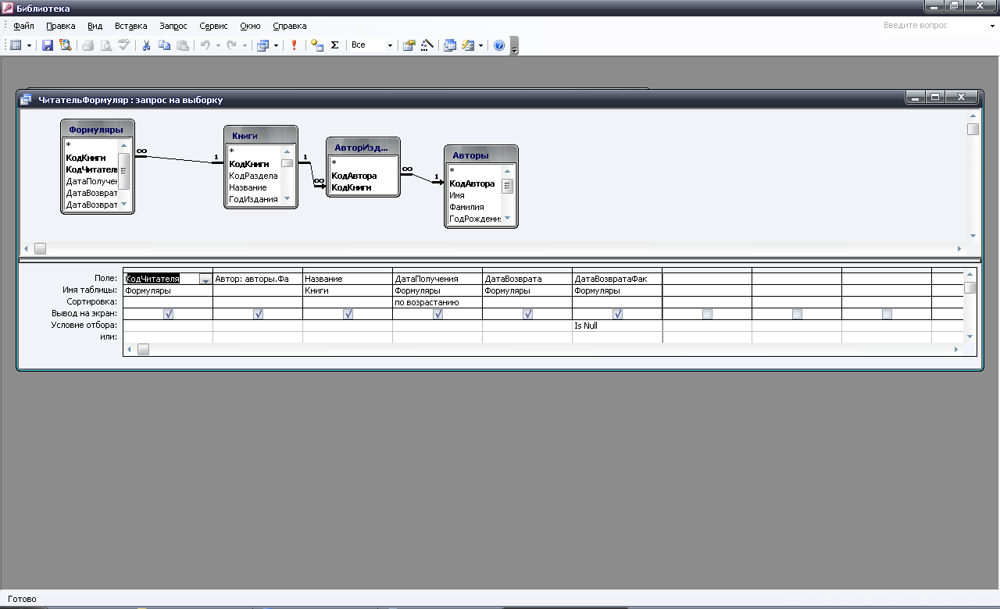 Библиотека
Файл Правка Вид Вставка Запрос Сервис Окно Справка Введите вопрос
Все
ЧитательФормуляр : запрос на выборку
Формуляры
*
КодКниги
КодЧитателя
ДатаПолучен
ДатаВозврат
ДатаВозврат
∞ 1
Книги
*
КодКниги
КодРаздела
Название
ГодИздания
1 ∞
АвторИзд...
*
КодАвтора
КодКниги
∞ 1
Авторы
*
КодАвтора
Имя
Фамилия
ГодРождени
Поле: КодЧитателя Автор: авторы.Фа Название ДатаПолучения ДатаВозврата ДатаВозвратаФак
Имя таблицы: Формуляры Книги Формуляры Формуляры Формуляры
Сортировка: по возрастанию
Вывод на экран:
Условие отбора: Is Null
или:
Готово